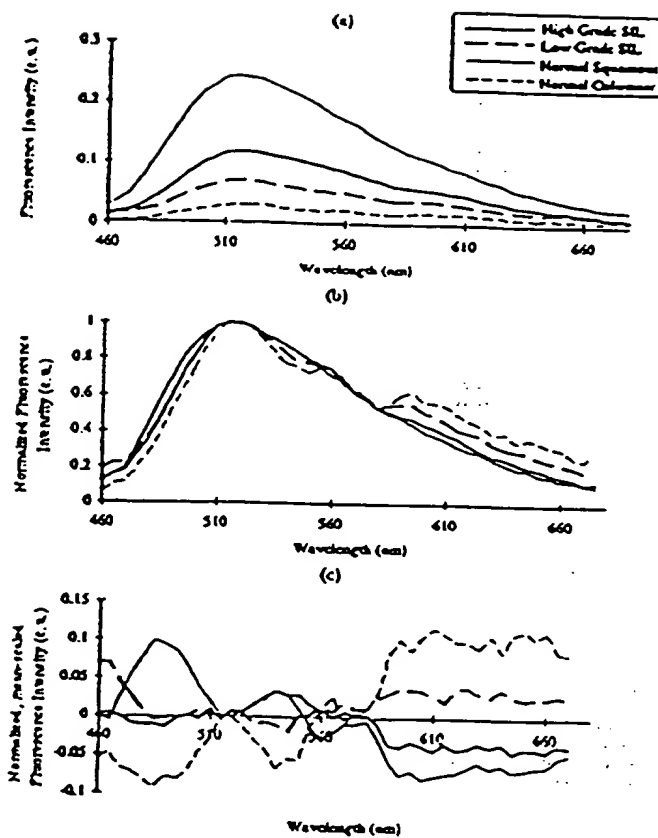 (a)
High Grade SIL
Low Grade SIL
Normal Squamous
Normal Columnar
Fluorescence Intensity (c. u.)
0.3
0.2
0.1
0
460
510
560
610
660
Wavelength (nm)
(b)
Normalized Fluorescence
Intensity (c. u.)
1
0.8
0.6
0.4
0.2
0
460
510
560
610
660
Wavelength (nm)
(c)
Normalized, mean-scaled
Fluorescence Intensity (c. u.)
0.15
0.1
0.05
0
-0.05
-0.1
460
510
560
610
660
Wavelength (nm)